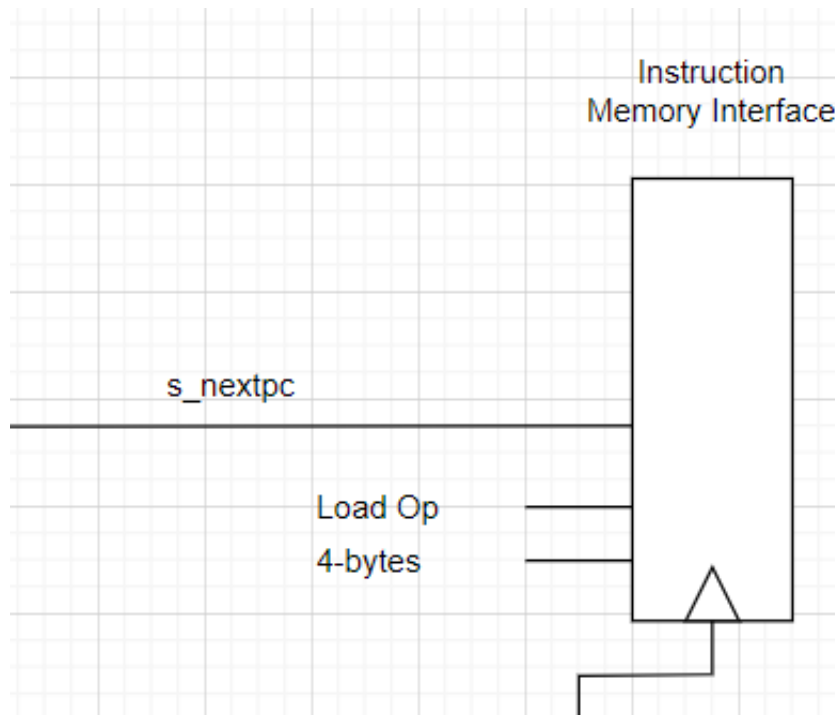 Instruction
Memory Interface
s_nextpc
Load Op
4-bytes